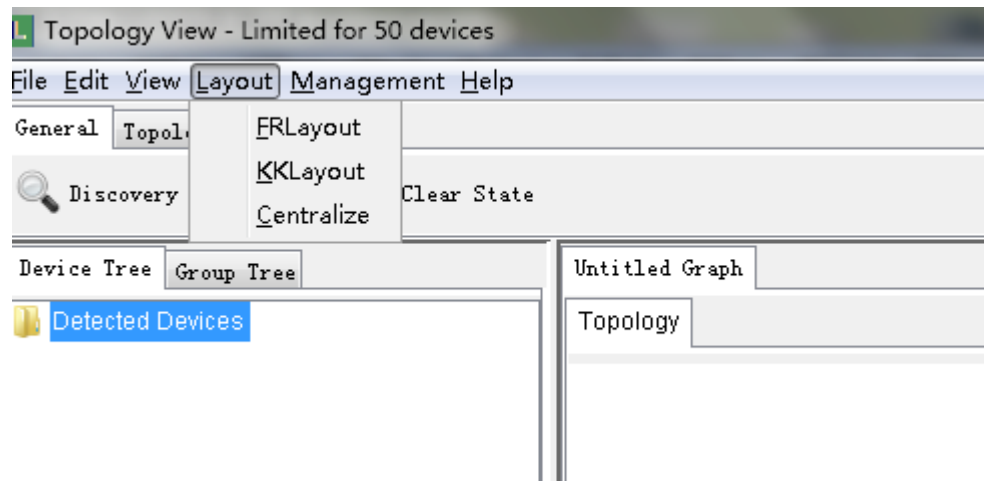 L Topology View - Limited for 50 devices
File Edit View Layout Management Help
General
FRLayout
KKLayout
Centralize
Discovery
Clear State
Device Tree Group Tree
Detected Devices
Untitled Graph
Topology